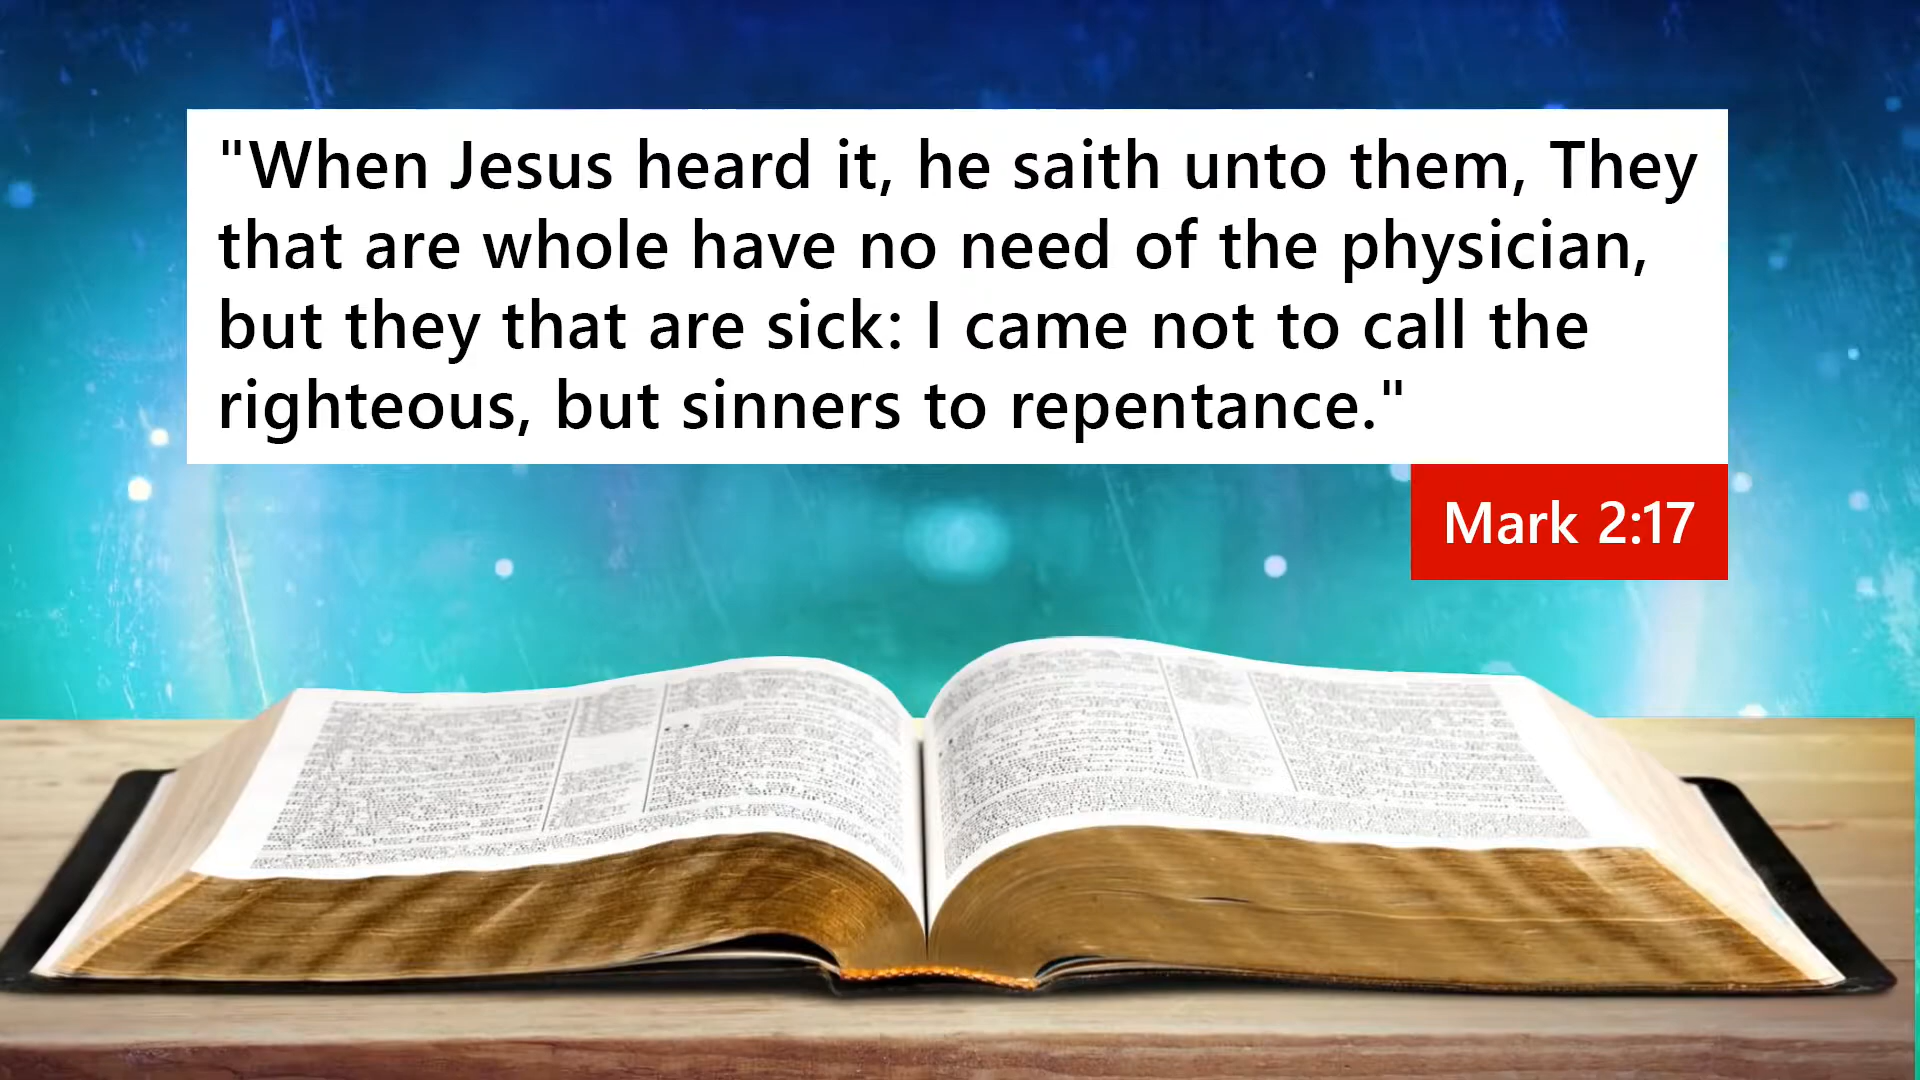 "When Jesus heard it, he saith unto them, They
that are whole have no need of the physician,
but they that are sick: I came not to call the
righteous, but sinners to repentance."
Mark 2:17